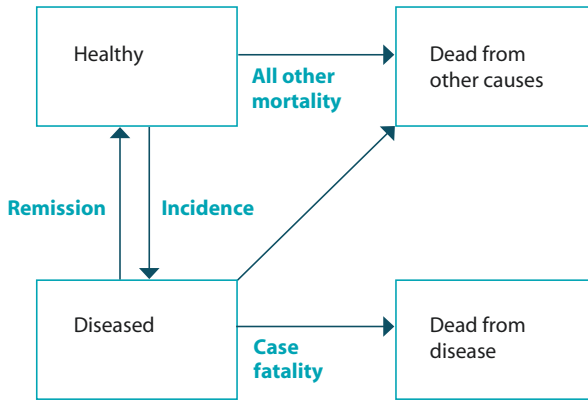 Healthy
All other
mortality
Dead from
other causes
Remission
Incidence
Diseased
Case
fatality
Dead from
disease